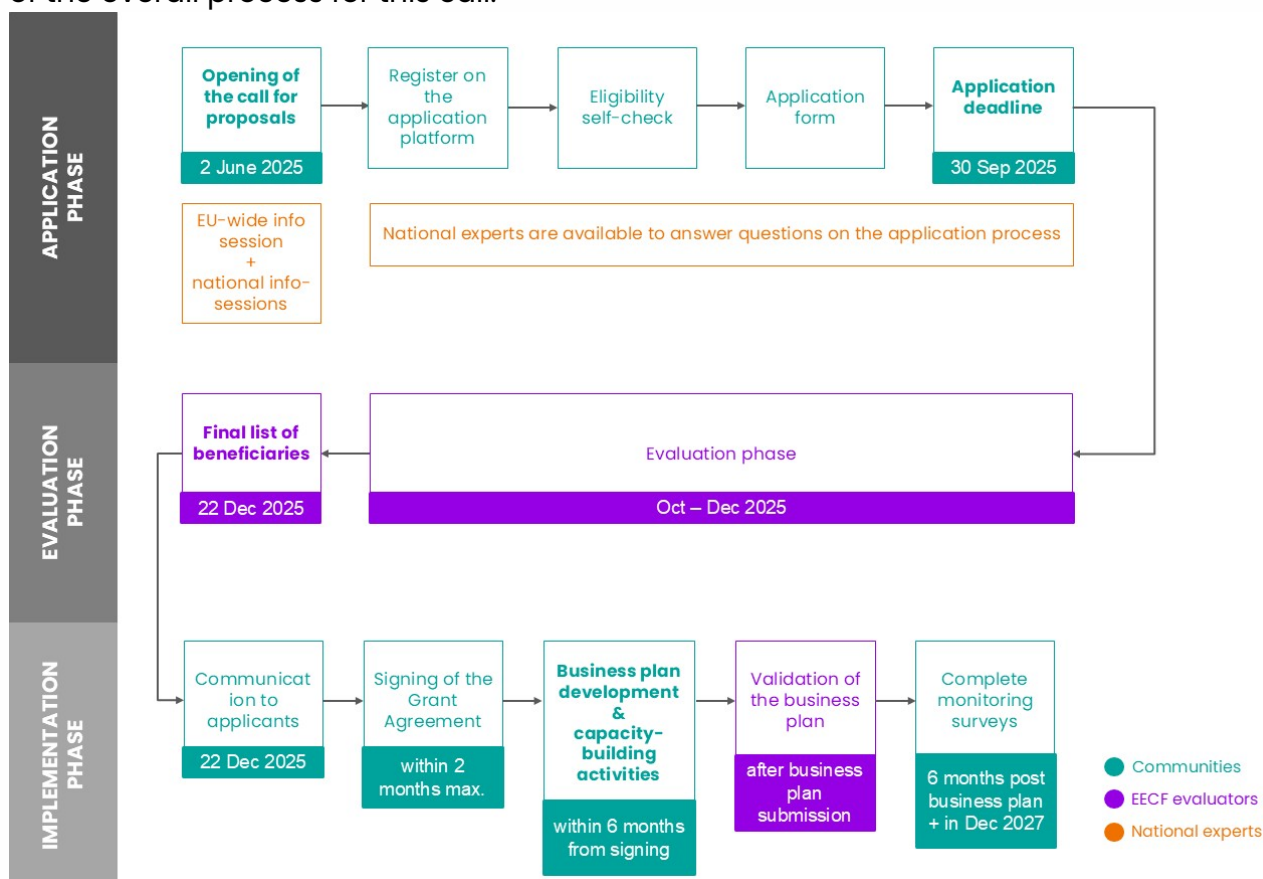 of the overall process for this call.
APPLICATION
PHASE
Opening of
the call for
proposals
2 June 2025
Register on
the
application
platform
Eligibility
self-check
Application
form
Application
deadline
30 Sep 2025
EU-wide info
session
+
national info-
sessions
National experts are available to answer questions on the application process
EVALUATION
PHASE
Final list of
beneficiaries
22 Dec 2025
Evaluation phase
Oct – Dec 2025
IMPLEMENTATION
PHASE
Communicat
ion to
applicants
22 Dec 2025
Signing of the
Grant
Agreement
within 2
months max.
Business plan
development
&
capacity-
building
activities
within 6 months
from signing
Validation of
the business
plan
after business
plan
submission
Complete
monitoring
surveys
6 months post
business plan
+ in Dec 2027
Communities
EECF evaluators
National experts